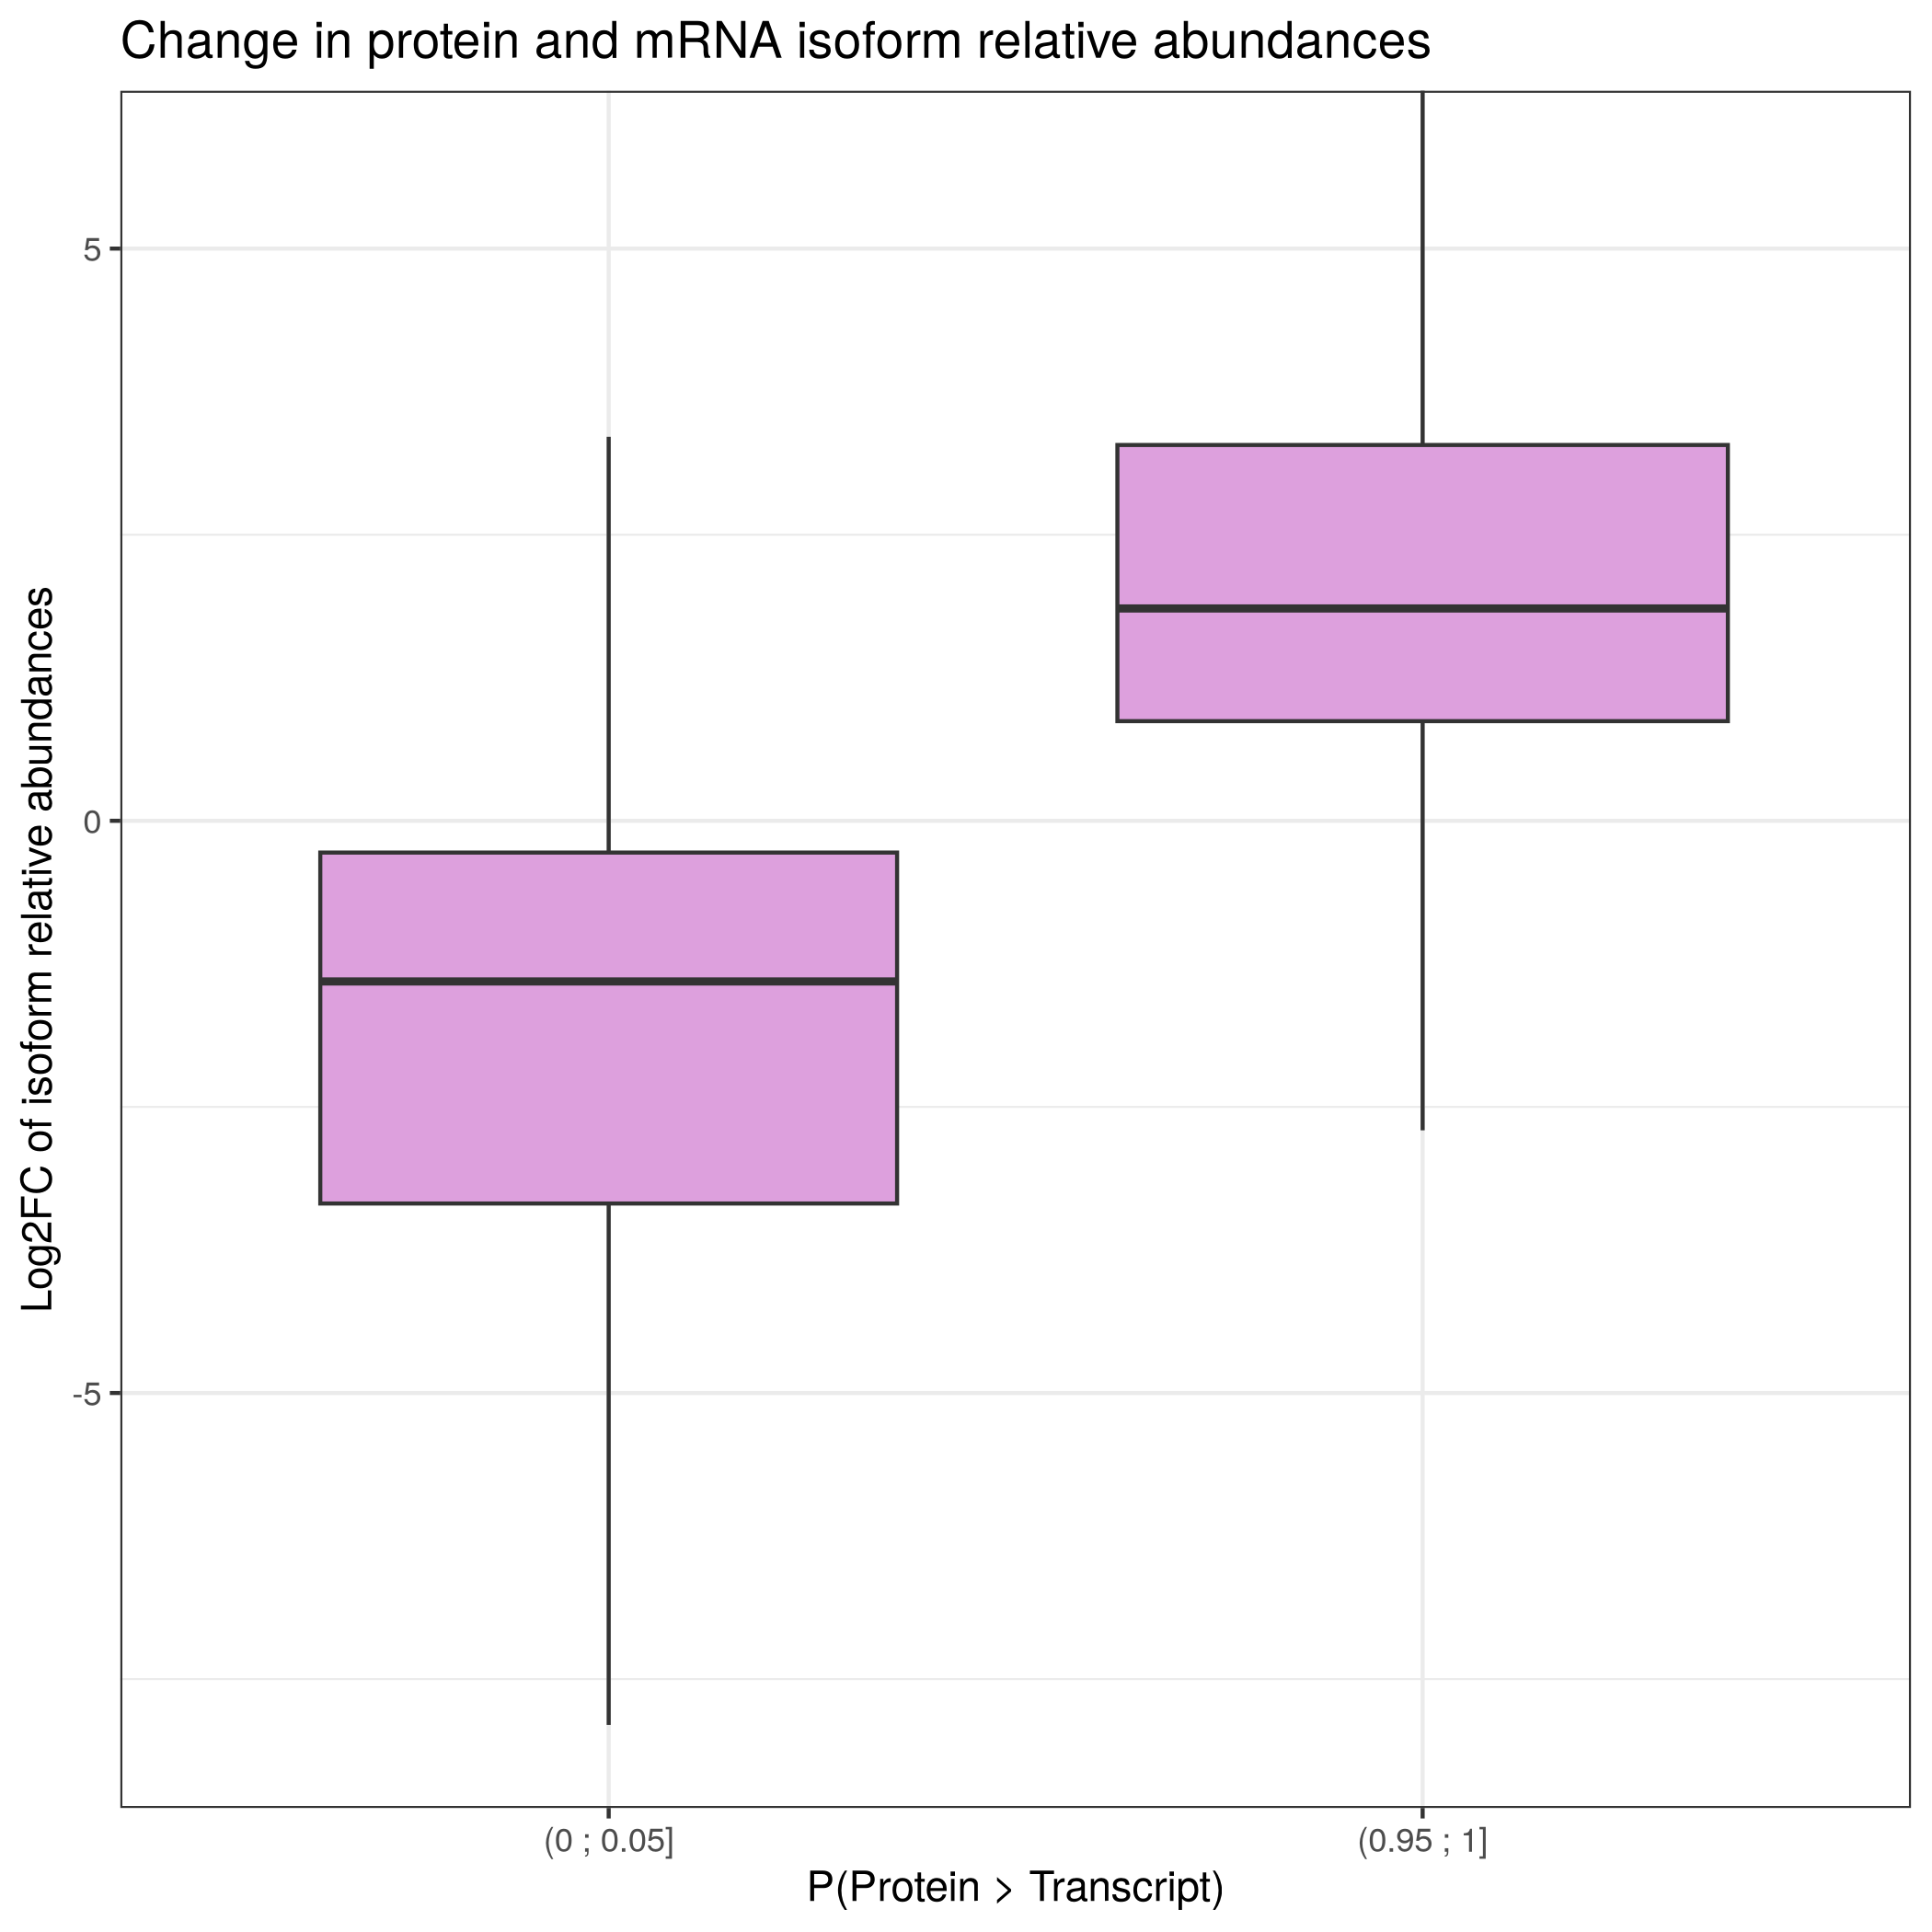 Change in protein and mRNA isoform relative abundances
Log2FC of isoform relative abundances
5
0
-5
(0 ; 0.05]
(0.95 ; 1]
P(Protein > Transcript)